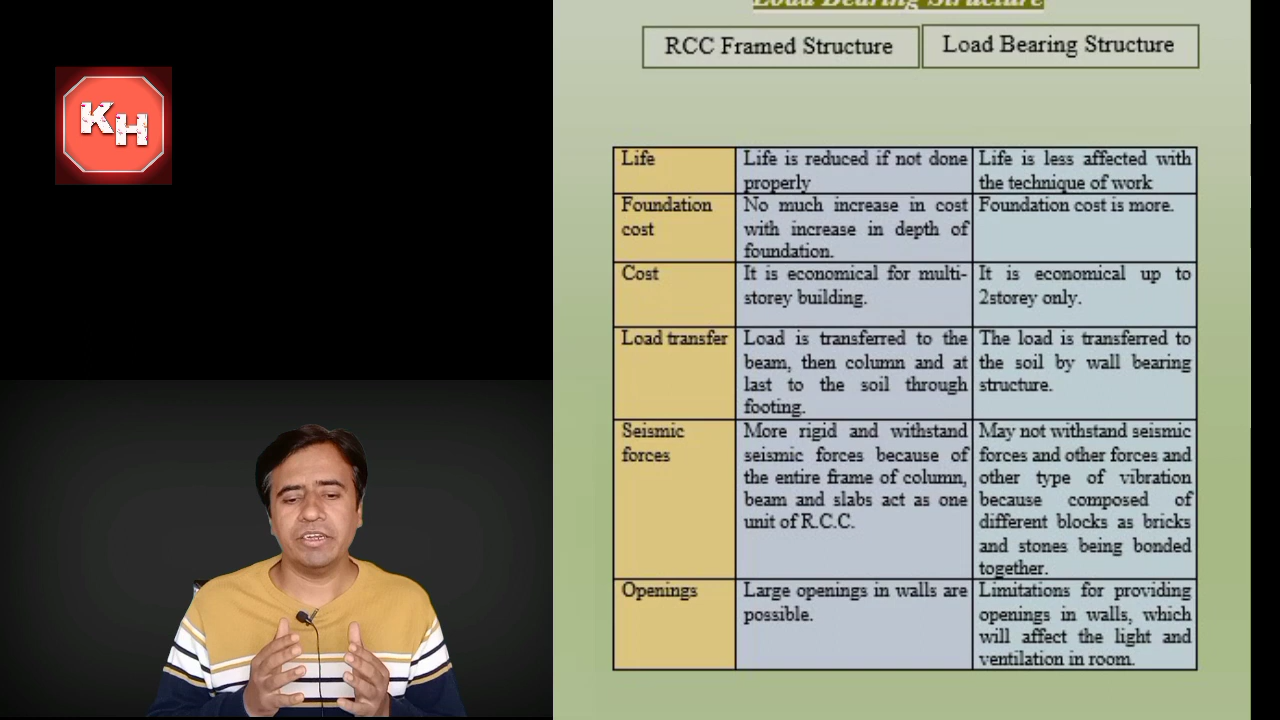 Load Bearing Structure
RCC Framed Structure
Load Bearing Structure
KH
Life
Life is reduced if not done
properly
Life is less affected with
the technique of work
Foundation
cost
No much increase in cost
with increase in depth of
foundation.
Foundation cost is more.
Cost
It is economical for multi-
storey building.
It is economical up to
2storey only.
Load transfer
Load is transferred to the
beam, then column and at
last to the soil through
footing.
The load is transferred to
the soil by wall bearing
structure.
Seismic
forces
More rigid and withstand
seismic forces because of
the entire frame of column,
beam and slabs act as one
unit of R.C.C.
May not withstand seismic
forces and other forces and
other type of vibration
because composed of
different blocks as bricks
and stones being bonded
together.
Openings
Large openings in walls are
possible.
Limitations for providing
openings in walls, which
will affect the light and
ventilation in room.